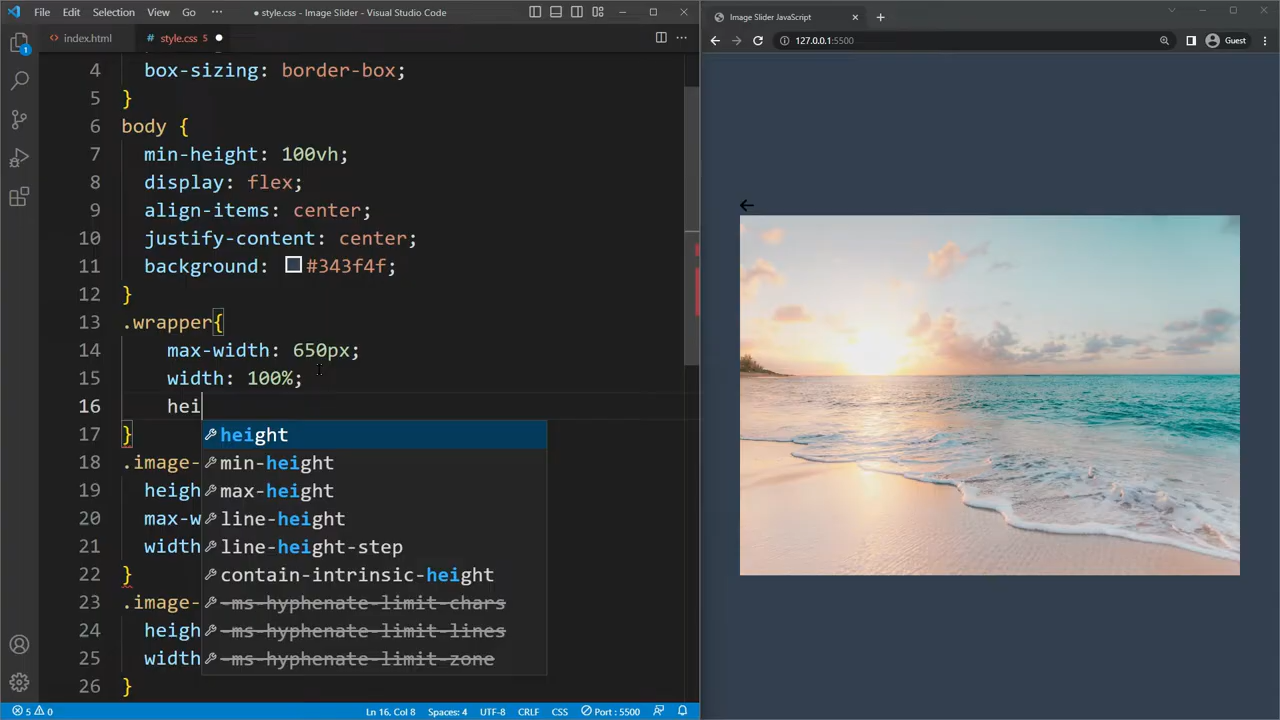 File Edit Selection View Go ··· ● style.css - Image Slider - Visual Studio Code
index.html
# style.css 5 ●
4 box-sizing: border-box;
5 }
6 body {
7 min-height: 100vh;
8 display: flex;
9 align-items: center;
10 justify-content: center;
11 background: #343f4f;
12 }
13 .wrapper{
14 max-width: 650px;
15 width: 100%;
16 hei
17 }
height
min-height
max-height
line-height
line-height-step
contain-intrinsic-height
-ms-hyphenate-limit-chars
-ms-hyphenate-limit-lines
-ms-hyphenate-limit-zone
18 .image-
19 heigh
20 max-w
21 width
22 }
23 .image-
24 heigh
25 width
26 }
1
5 0 Ln 16, Col 8 Spaces: 4 UTF-8 CRLF CSS Port : 5500
Image Slider JavaScript
127.0.0.1:5500
Guest